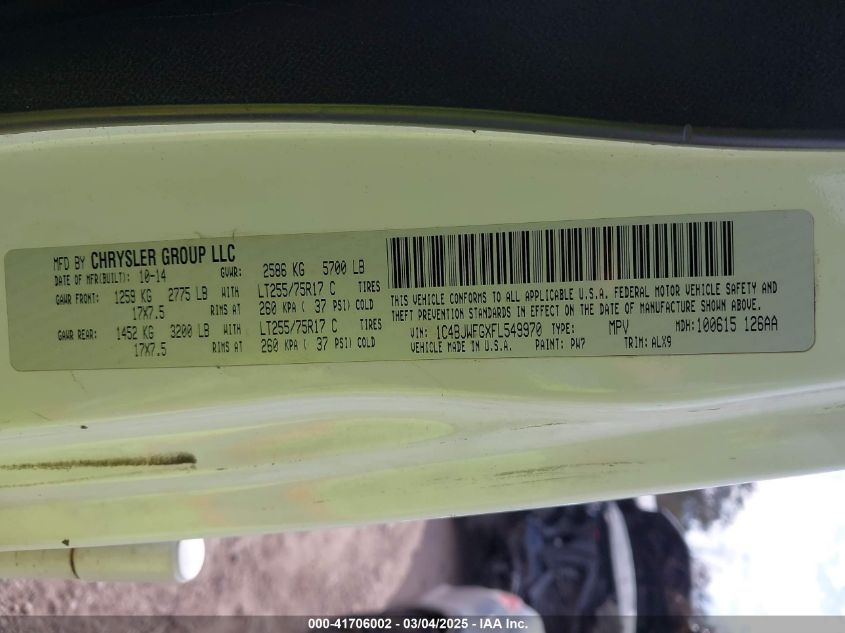 MFD BY CHRYSLER GROUP LLC
DATE OF MFR(BUILT): 10-14 GVWR: 2586 KG 5700 LB
GAWR FRONT: 1259 KG 2775 LB WITH LT255/75R17 C TIRES
17X7.5 RIMS AT 260 KPA ( 37 PSI) COLD
GAWR REAR: 1452 KG 3200 LB WITH LT255/75R17 C TIRES
17X7.5 RIMS AT 260 KPA ( 37 PSI) COLD
THIS VEHICLE CONFORMS TO ALL APPLICABLE U.S.A. FEDERAL MOTOR VEHICLE SAFETY AND
THEFT PREVENTION STANDARDS IN EFFECT ON THE DATE OF MANUFACTURE SHOWN ABOVE.
VIN: 1C4BJWFGXFL549970 TYPE: MPV MDH: 100615 126AA
VEHICLE MADE IN U.S.A. PAINT: PW7 TRIM: ALX9
000-41706002 - 03/04/2025 - IAA Inc.